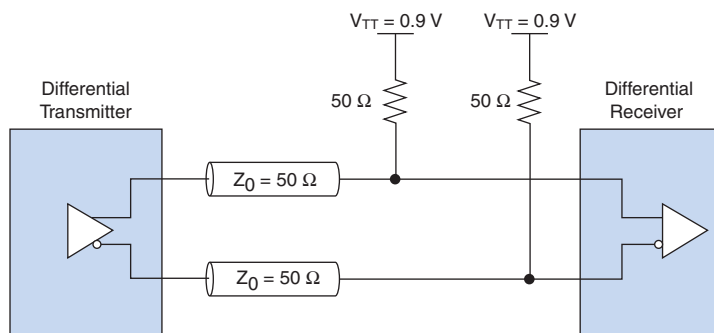 V_TT = 0.9 V
V_TT = 0.9 V
Differential
Transmitter
50 Ω
50 Ω
Differential
Receiver
Z_0 = 50 Ω
Z_0 = 50 Ω